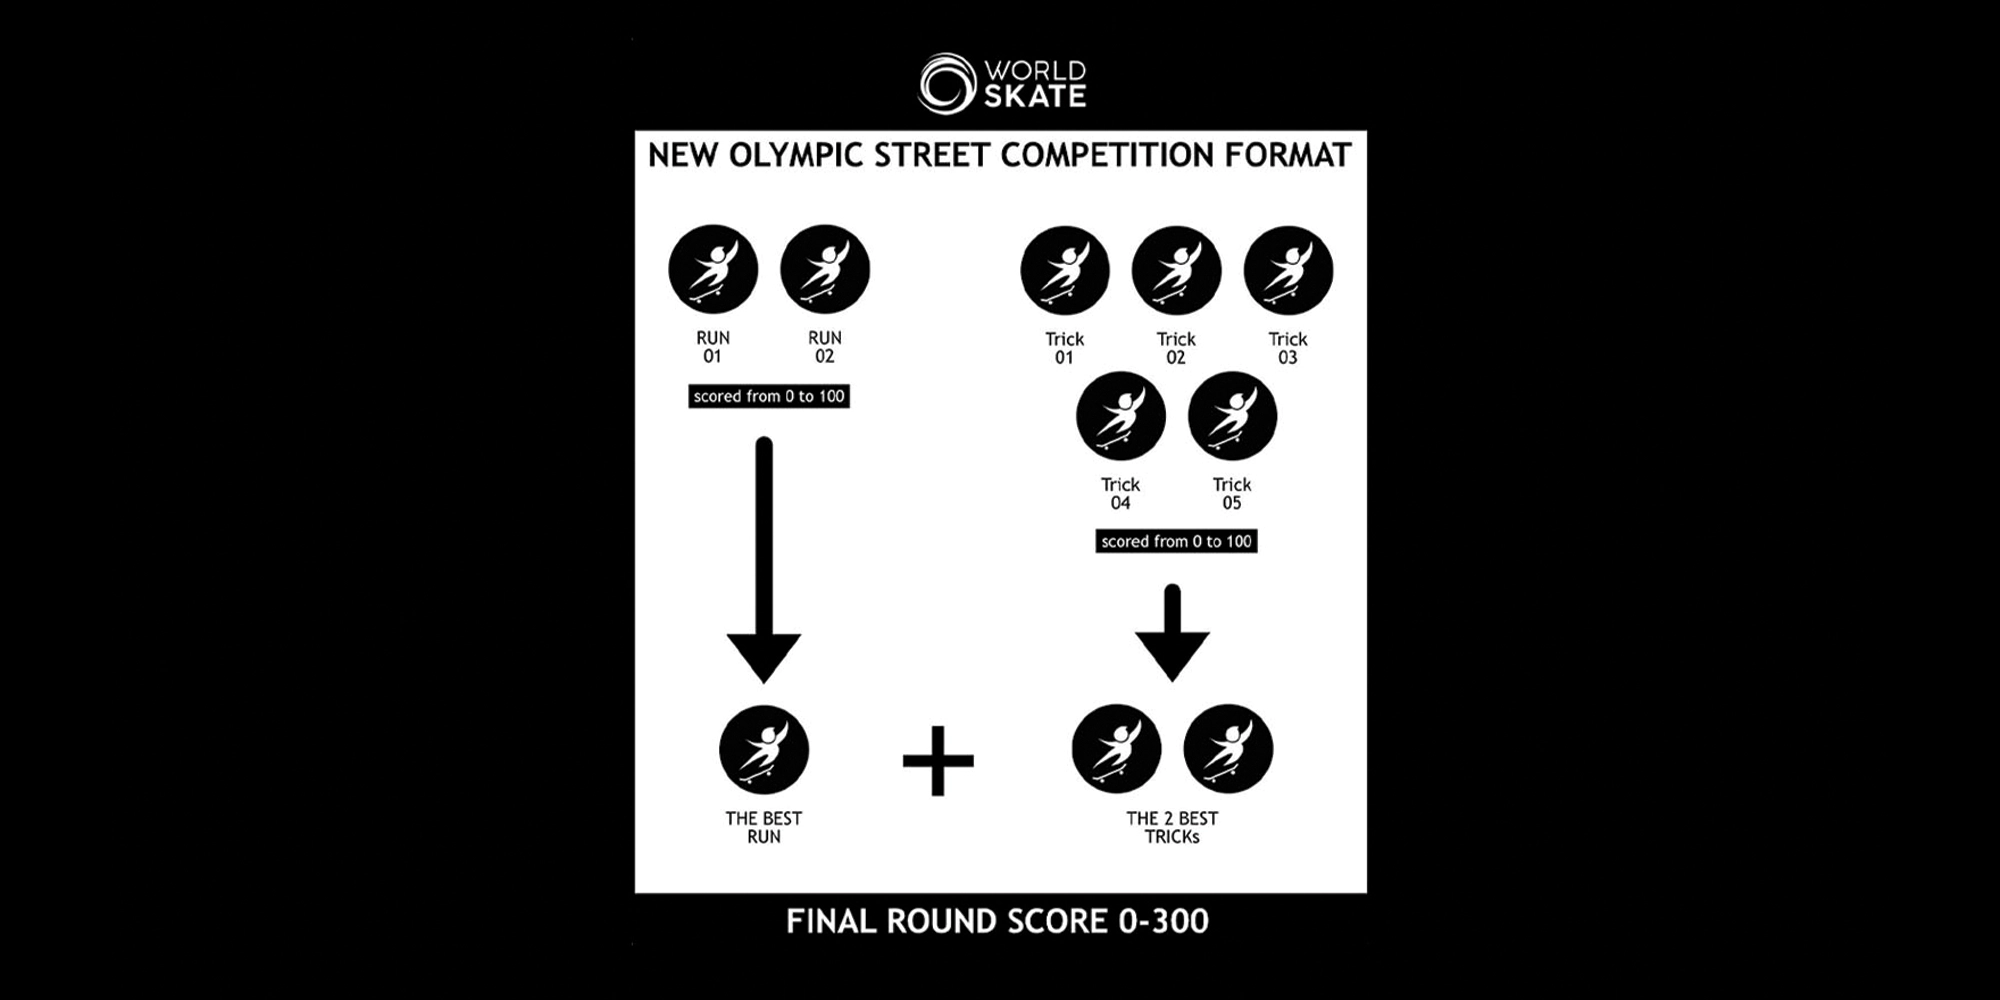 WORLD
SKATE
NEW OLYMPIC STREET COMPETITION FORMAT
RUN
01
RUN
02
scored from 0 to 100
Trick
01
Trick
02
Trick
03
Trick
04
Trick
05
scored from 0 to 100
THE BEST
RUN
+
THE 2 BEST
TRICKs
FINAL ROUND SCORE 0-300